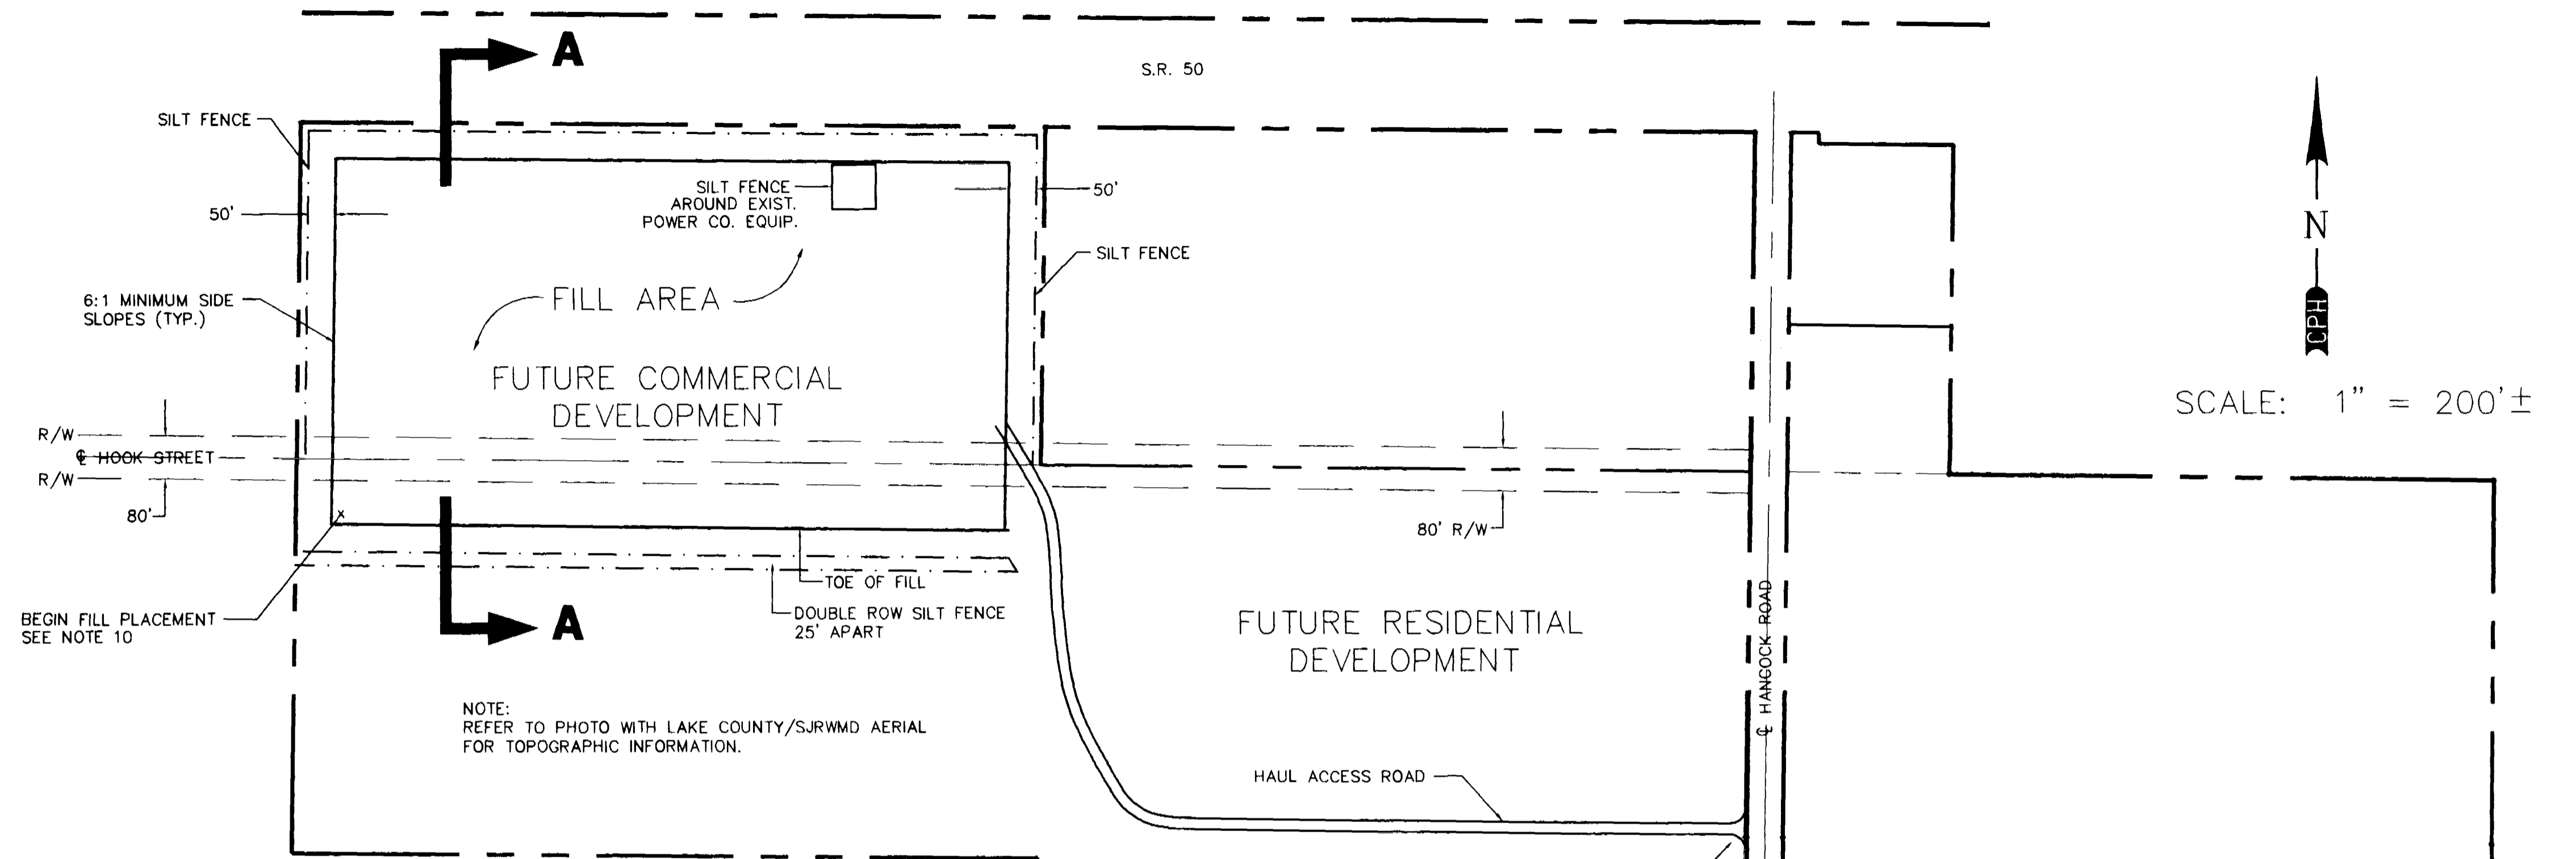 A
S.R. 50
SILT FENCE
SILT FENCE
AROUND EXIST.
POWER CO. EQUIP.
50'
50'
N
SILT FENCE
6:1 MINIMUM SIDE
SLOPES (TYP.)
FILL AREA
CPH
FUTURE COMMERCIAL
DEVELOPMENT
SCALE: 1" = 200'±
R/W
℄ HOOK STREET
R/W
80'
80' R/W
TOE OF FILL
DOUBLE ROW SILT FENCE
25' APART
BEGIN FILL PLACEMENT
SEE NOTE 10
A
FUTURE RESIDENTIAL
DEVELOPMENT
℄ HANCOCK ROAD
NOTE:
REFER TO PHOTO WITH LAKE COUNTY/SJRWMD AERIAL
FOR TOPOGRAPHIC INFORMATION.
HAUL ACCESS ROAD